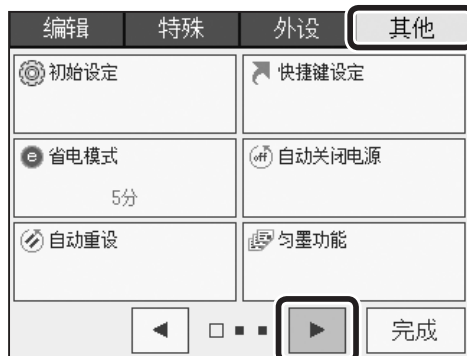 编辑 特殊 外设 其他
初始设定 快捷键设定
省电模式 自动关闭电源
5分
自动重设 匀墨功能
完成